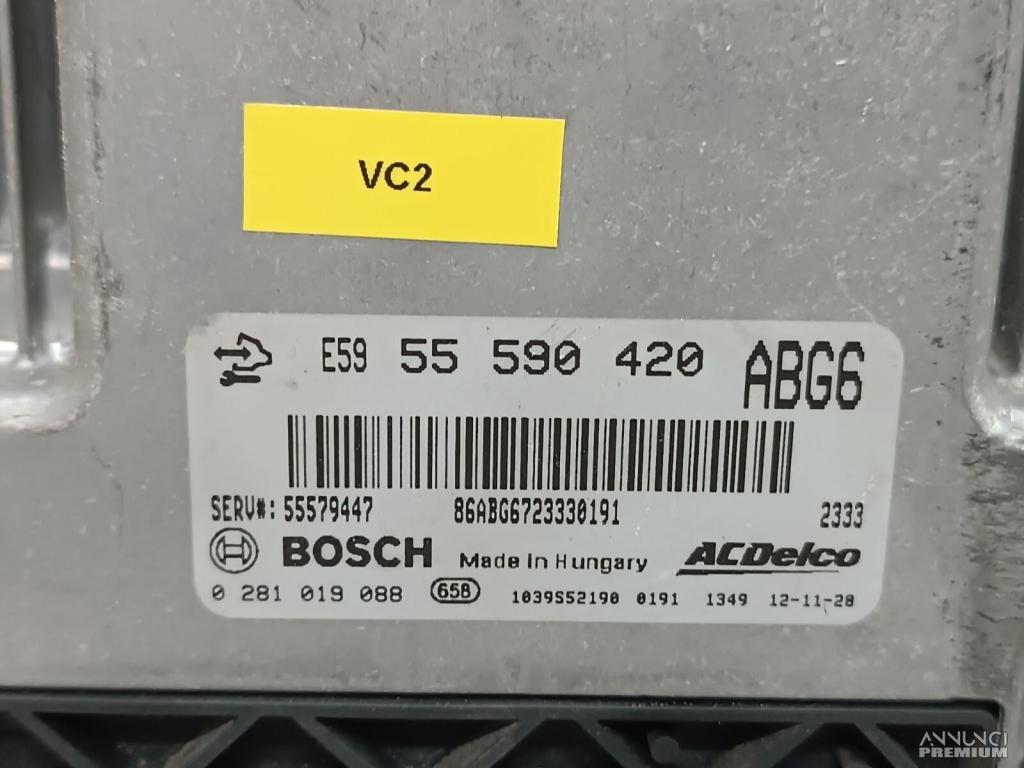 VC2
E59 55 590 420 ABG6
SERV#: 55579447 86ABG6723330191 2333
BOSCH Made in Hungary ACDelco
0 281 019 088 65B 1039S52190 0191 1349 12-11-28
ANNUNCI
PREMIUM